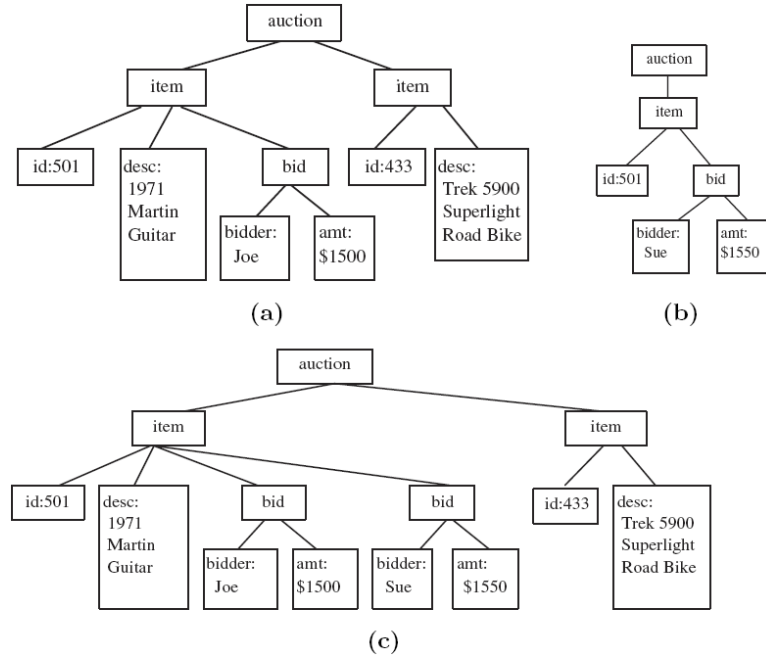 auction
item
item
id:501
desc:
1971
Martin
Guitar
bid
bidder:
Joe
amt:
$1500
id:433
desc:
Trek 5900
Superlight
Road Bike
(a)
auction
item
id:501
bid
bidder:
Sue
amt:
$1550
(b)
auction
item
item
id:501
desc:
1971
Martin
Guitar
bid
bidder:
Joe
amt:
$1500
bid
bidder:
Sue
amt:
$1550
id:433
desc:
Trek 5900
Superlight
Road Bike
(c)